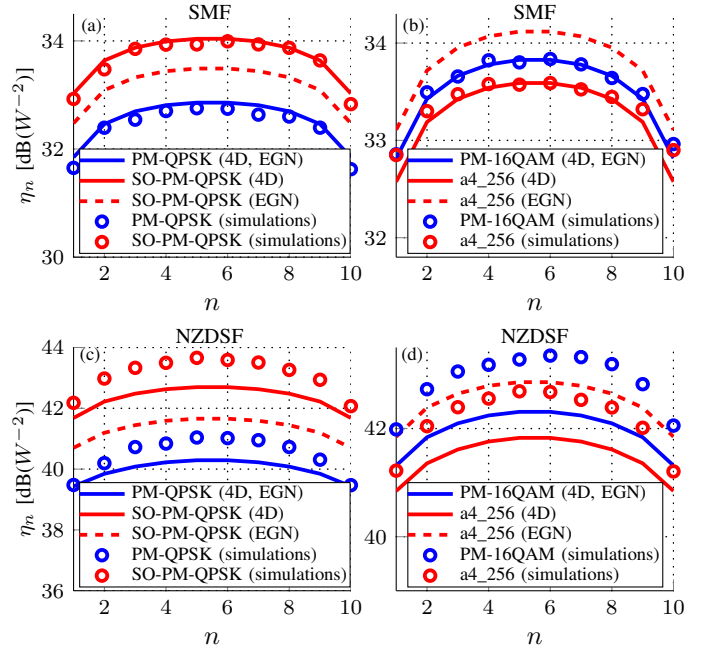 SMF
SMF
(a)
(b)
34
32
30
η_n [dB(W⁻²)]
PM-QPSK (4D, EGN)
SO-PM-QPSK (4D)
SO-PM-QPSK (EGN)
PM-QPSK (simulations)
SO-PM-QPSK (simulations)
2 4 6 8 10
n
34
33
32
PM-16QAM (4D, EGN)
a4_256 (4D)
a4_256 (EGN)
PM-16QAM (simulations)
a4_256 (simulations)
2 4 6 8 10
n
NZDSF
NZDSF
(c)
(d)
44
42
40
38
36
η_n [dB(W⁻²)]
PM-QPSK (4D, EGN)
SO-PM-QPSK (4D)
SO-PM-QPSK (EGN)
PM-QPSK (simulations)
SO-PM-QPSK (simulations)
2 4 6 8 10
n
42
40
PM-16QAM (4D, EGN)
a4_256 (4D)
a4_256 (EGN)
PM-16QAM (simulations)
a4_256 (simulations)
2 4 6 8 10
n